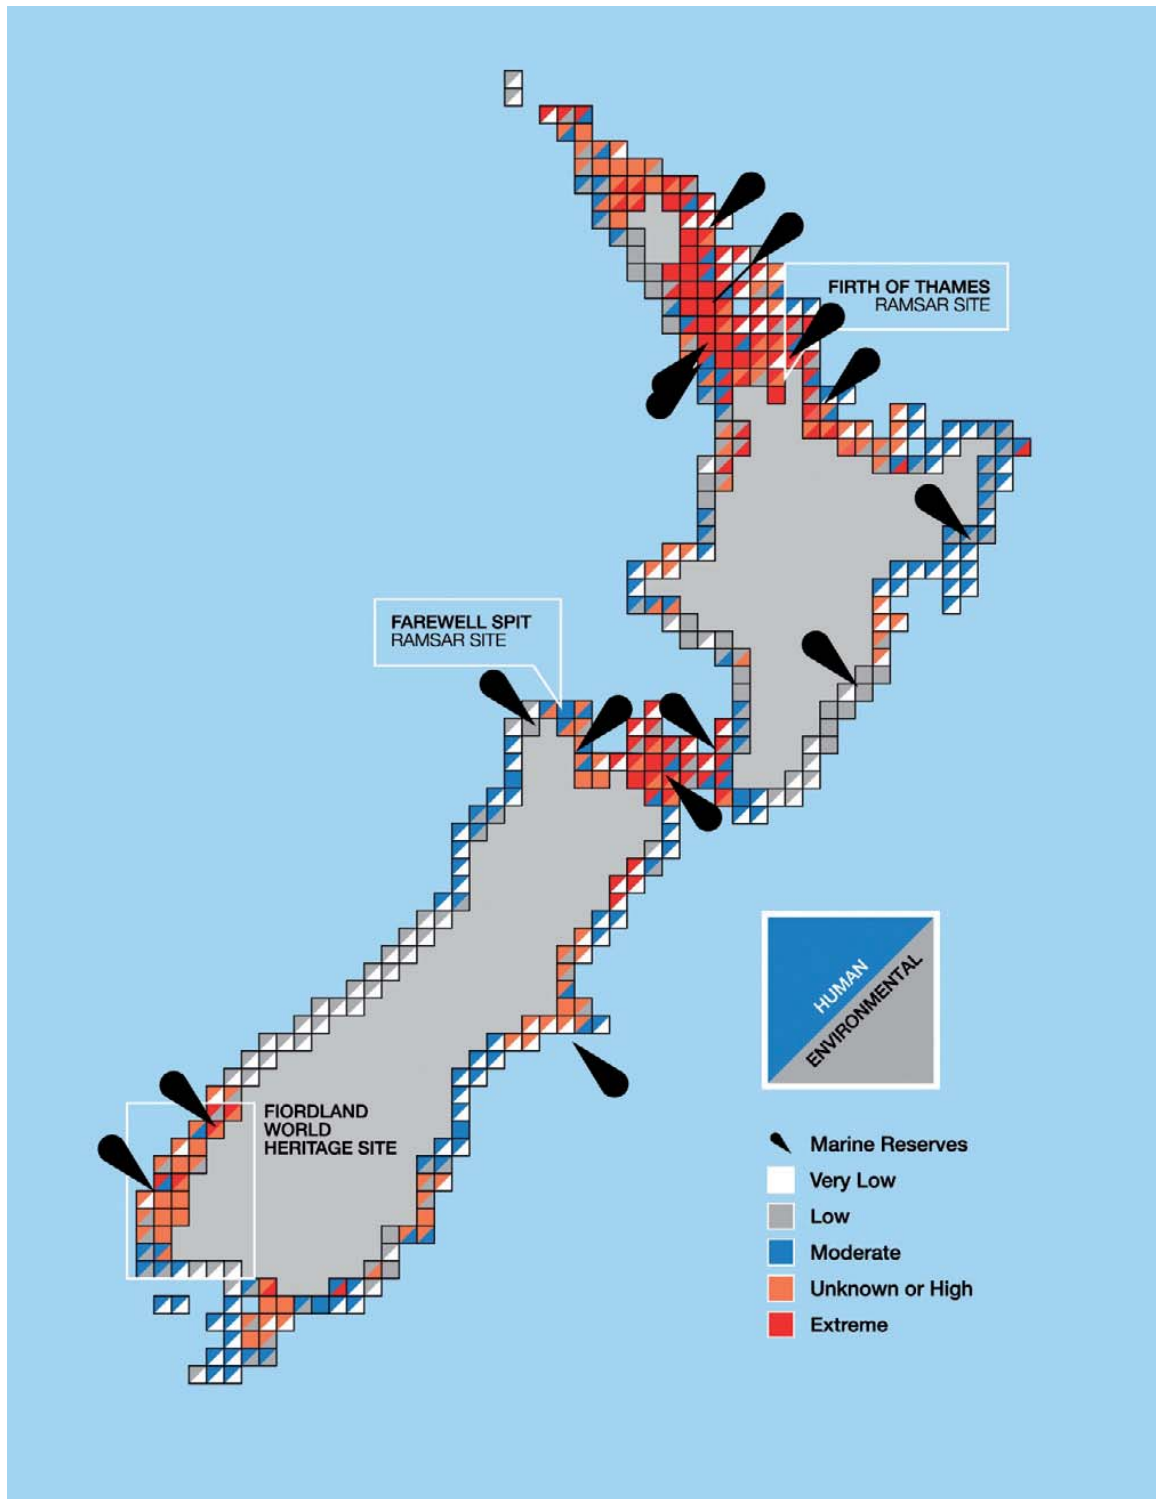 FIRTH OF THAMES
RAMSAR SITE
FAREWELL SPIT
RAMSAR SITE
HUMAN
ENVIRONMENTAL
FIORDLAND
WORLD
HERITAGE SITE
Marine Reserves
Very Low
Low
Moderate
Unknown or High
Extreme